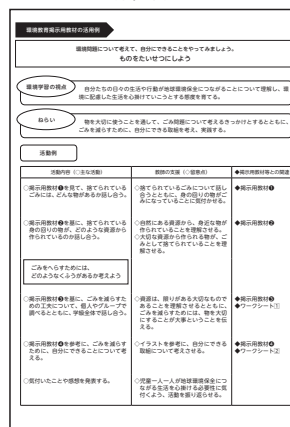 環境教育掲示用教材の活用例
環境問題について考えて、自分にできることをやってみましょう。
ものをたいせつにしよう
環境学習の視点
自分たちの日々の生活や行動が地球環境保全につながることについて理解し、環
境に配慮した生活を心掛けていこうとする態度を育てる。
ねらい
物を大切に使うことを通して、ごみ問題について考えるきっかけとするとともに、
ごみを減らすために、自分にできる取組を考え、実践する。
活動例
活動内容（○主な活動）
教師の支援（◇留意点）
◆掲示用教材等との関連
○掲示用教材❶を見て、捨てられている
ごみには、どんな物があるか話し合う。
◇捨てられているごみについて話し
合うとともに、身の回りの物がご
みになっていることに気付かせる。
◆掲示用教材❶
○掲示用教材❷を基に、捨てられている
身の回りの物が、どのような資源から
作られているのか話し合う。
◇自然にある資源から、身近な物が
作られていることを理解させる。
◇大切な資源から作られる物が、ご
みとして捨てられていることを理
解させる。
◆掲示用教材❷
ごみをへらすためには、
どのようなくふうがあるか考えよう
○掲示用教材❸を基に、ごみを減らすた
めの工夫について、個人やグループで
調べるとともに、学級全体で話し合う。
◇資源は、限りがある大切なもので
あることを理解させるとともに、
ごみを減らすためには、物を大切
にすることが大事ということを伝
える。
◆掲示用教材❸
◆ワークシート①
○掲示用教材❹を参考に、ごみを減らす
ために、自分にできることについて考
える。
◇イラストを参考に、自分にできる
取組について考えさせる。
◆掲示用教材❹
◆ワークシート②
○気付いたことや感想を発表する。
◇児童一人一人が地球環境保全につ
ながる生活を心掛ける必要性に気
付くよう、活動を振り返らせる。